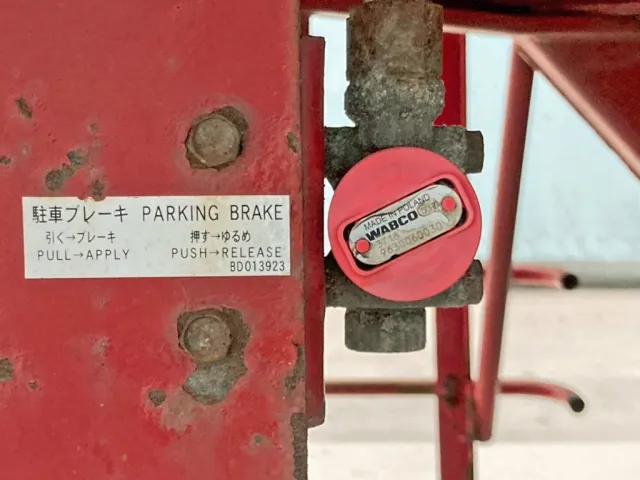 駐車ブレーキ PARKING BRAKE
引く→ブレーキ 押す→ゆるめ
PULL→APPLY PUSH→RELEASE
BD013923
MADE IN POLAND
WABCO
9630060030